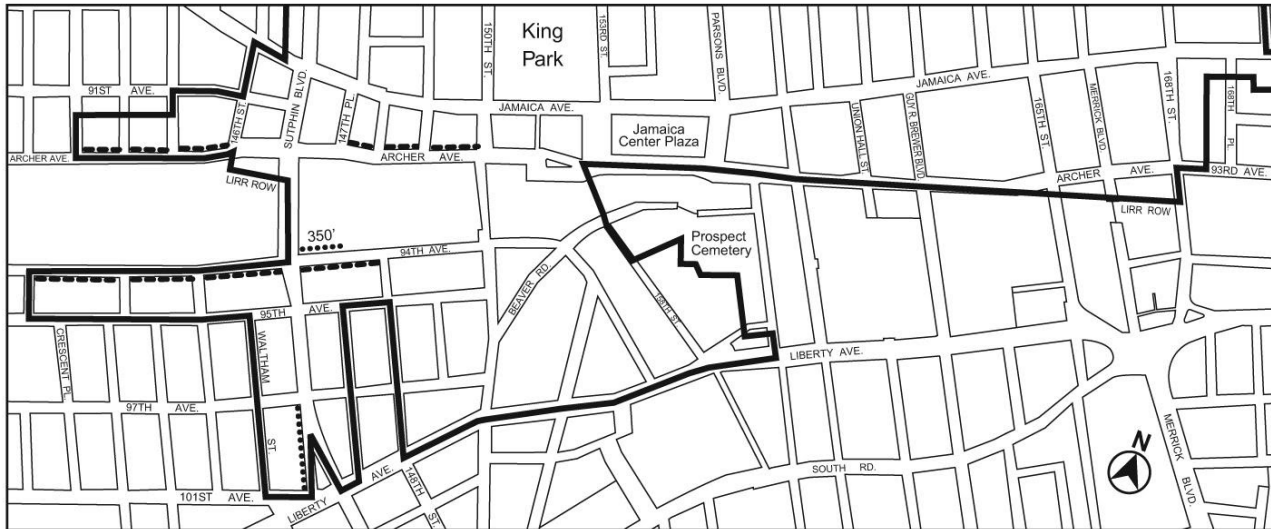 King
Park
150TH ST.
153RD ST.
PARSONS BLVD
91ST AVE.
146TH ST.
SUTPHIN BLVD.
147TH PL.
JAMAICA AVE.
JAMAICA AVE.
Jamaica
Center Plaza
UNION HALL ST.
GUY R. BREWER BLVD.
165TH ST.
MERRICK BLVD
168TH ST.
168TH PL
ARCHER AVE.
ARCHER AVE.
ARCHER AVE.
93RD AVE.
LIRR ROW
LIRR ROW
350'
94TH AVE.
Prospect
Cemetery
BEAVER RD.
158TH ST
95TH AVE.
WALTHAM ST.
CRESCENT PL.
LIBERTY AVE.
97TH AVE.
148TH ST.
SOUTH RD.
N
MERRICK BLVD.
101ST AVE.
LIBERTY AVE.